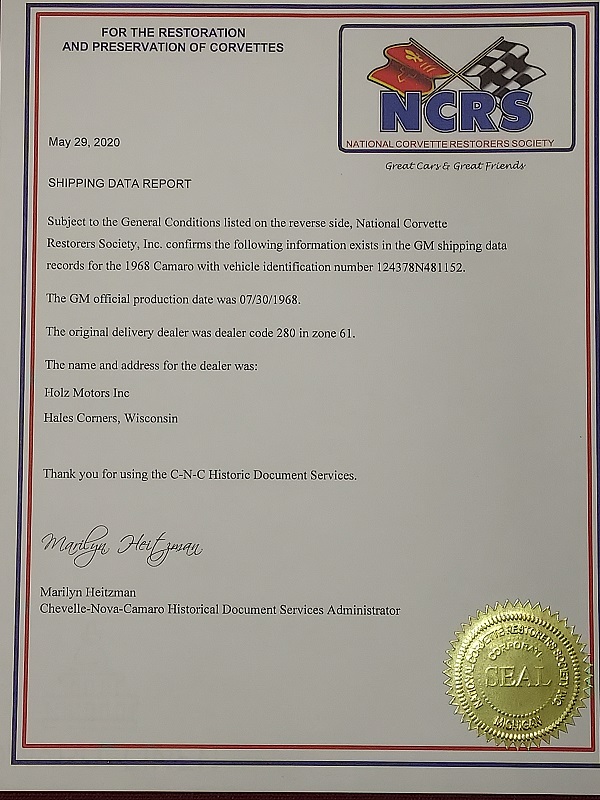 FOR THE RESTORATION
AND PRESERVATION OF CORVETTES
NCRS
NATIONAL CORVETTE RESTORERS SOCIETY
Great Cars & Great Friends
May 29, 2020
SHIPPING DATA REPORT
Subject to the General Conditions listed on the reverse side, National Corvette
Restorers Society, Inc. confirms the following information exists in the GM shipping data
records for the 1968 Camaro with vehicle identification number 124378N481152.
The GM official production date was 07/30/1968.
The original delivery dealer was dealer code 280 in zone 61.
The name and address for the dealer was:
Holz Motors Inc
Hales Corners, Wisconsin
Thank you for using the C-N-C Historic Document Services.
Marilyn Heitzman
Marilyn Heitzman
Chevelle-Nova-Camaro Historical Document Services Administrator
NATIONAL CORVETTE RESTORERS SOCIETY INC
CORPORATE
SEAL
MICHIGAN